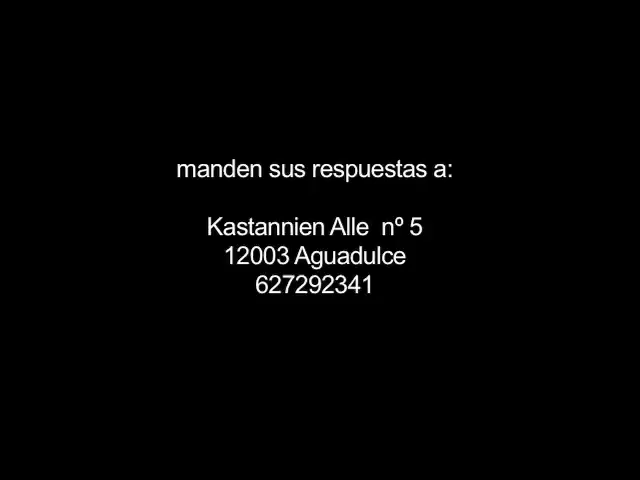 manden sus respuestas a:
Kastannien Alle nº 5
12003 Aguadulce
627292341